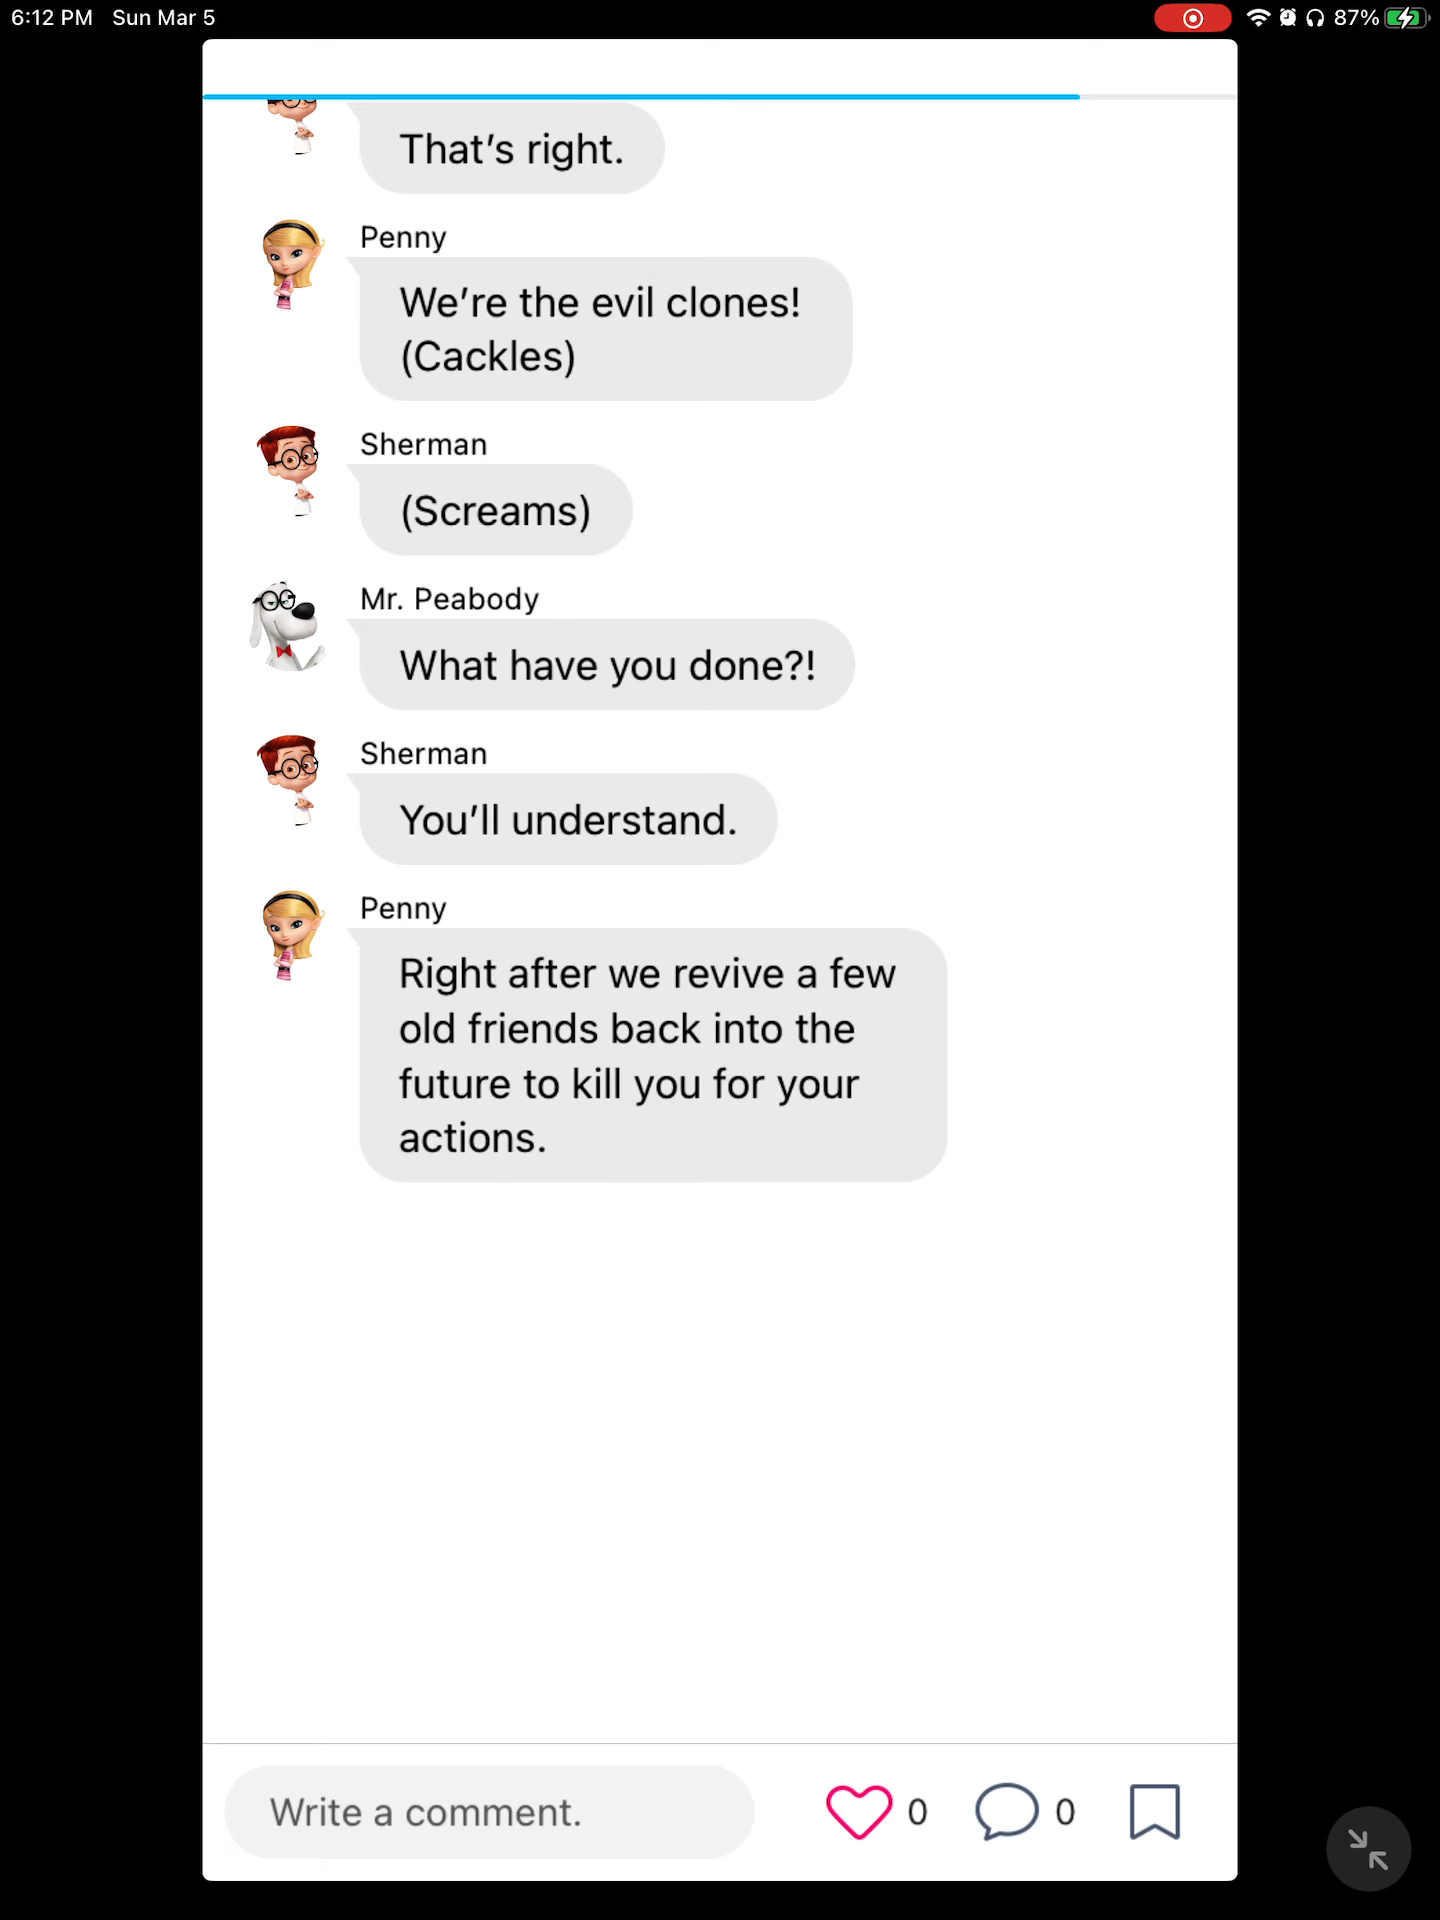 6:12 PM Sun Mar 5
87%
That’s right.
Penny
We’re the evil clones!
(Cackles)
Sherman
(Screams)
Mr. Peabody
What have you done?!
Sherman
You’ll understand.
Penny
Right after we revive a few
old friends back into the
future to kill you for your
actions.
Write a comment.
0
0